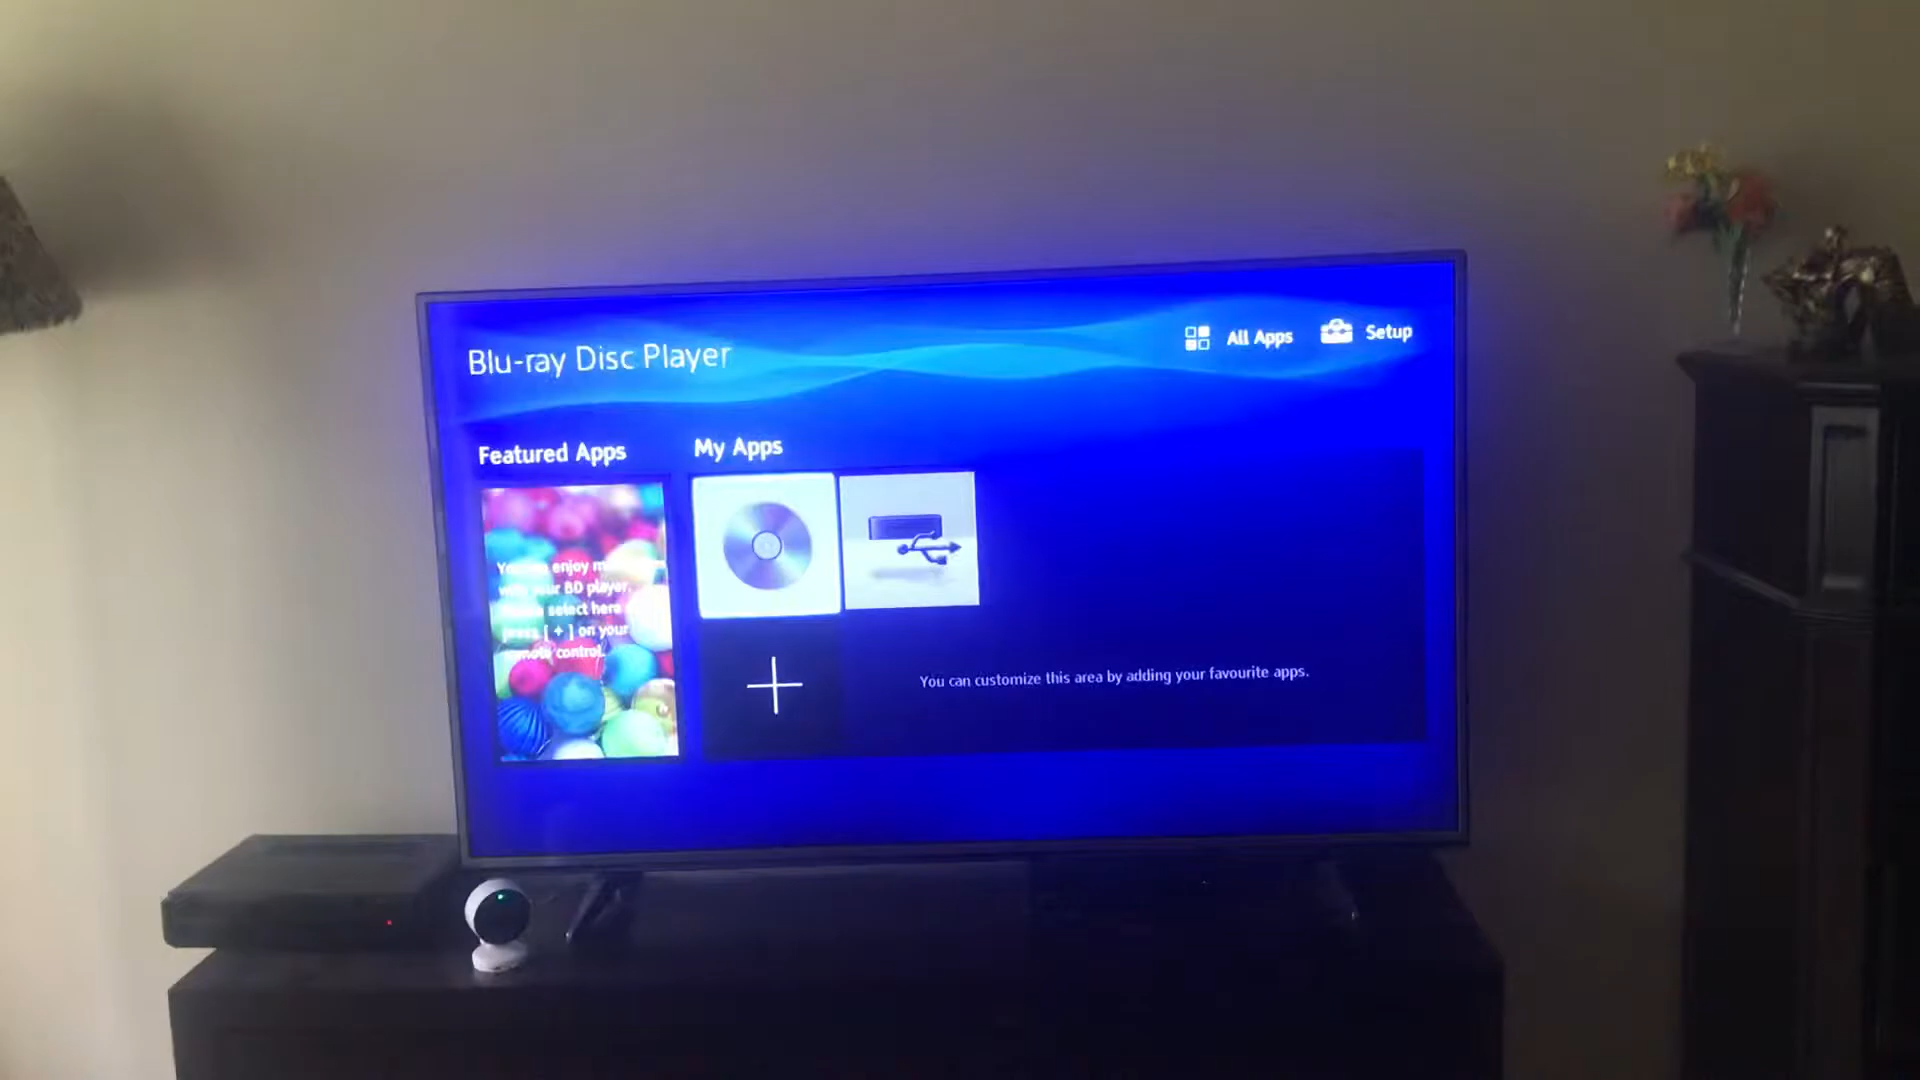 Blu-ray Disc Player
All Apps
Setup
Featured Apps
My Apps
enjoy
your BD player.
select here
press [ + ] on your
remote control.
You can customize this area by adding your favourite apps.